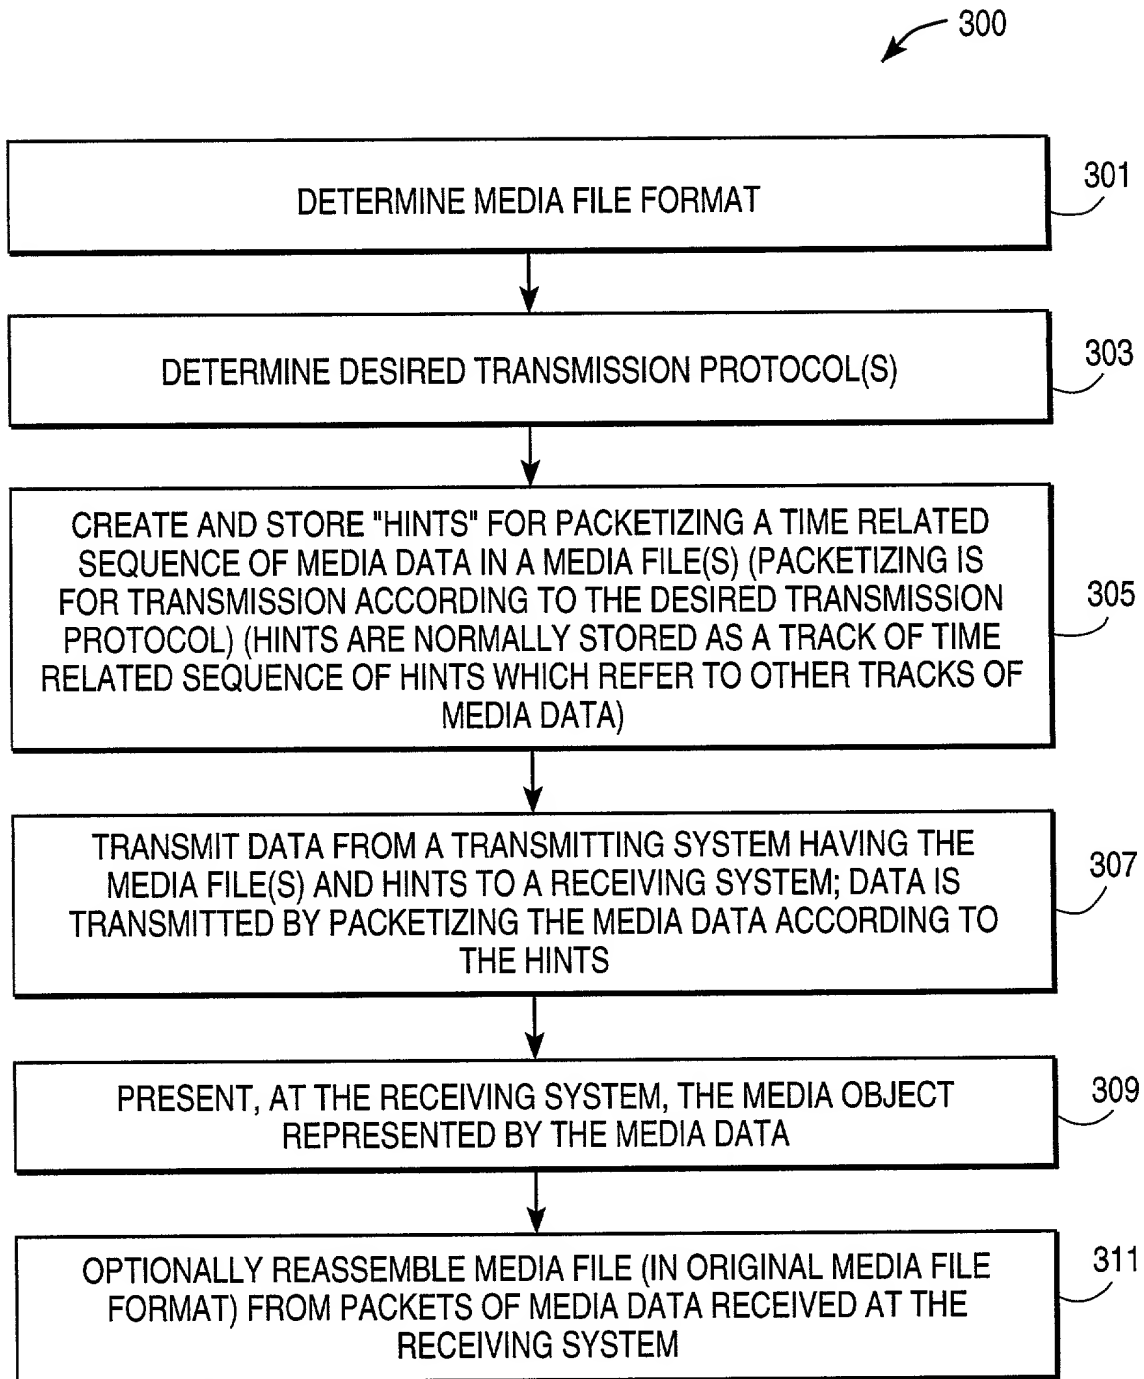 300
DETERMINE MEDIA FILE FORMAT
301
DETERMINE DESIRED TRANSMISSION PROTOCOL(S)
303
CREATE AND STORE "HINTS" FOR PACKETIZING A TIME RELATED
SEQUENCE OF MEDIA DATA IN A MEDIA FILE(S) (PACKETIZING IS
FOR TRANSMISSION ACCORDING TO THE DESIRED TRANSMISSION
PROTOCOL) (HINTS ARE NORMALLY STORED AS A TRACK OF TIME
RELATED SEQUENCE OF HINTS WHICH REFER TO OTHER TRACKS OF
MEDIA DATA)
305
TRANSMIT DATA FROM A TRANSMITTING SYSTEM HAVING THE
MEDIA FILE(S) AND HINTS TO A RECEIVING SYSTEM; DATA IS
TRANSMITTED BY PACKETIZING THE MEDIA DATA ACCORDING TO
THE HINTS
307
PRESENT, AT THE RECEIVING SYSTEM, THE MEDIA OBJECT
REPRESENTED BY THE MEDIA DATA
309
OPTIONALLY REASSEMBLE MEDIA FILE (IN ORIGINAL MEDIA FILE
FORMAT) FROM PACKETS OF MEDIA DATA RECEIVED AT THE
RECEIVING SYSTEM
311